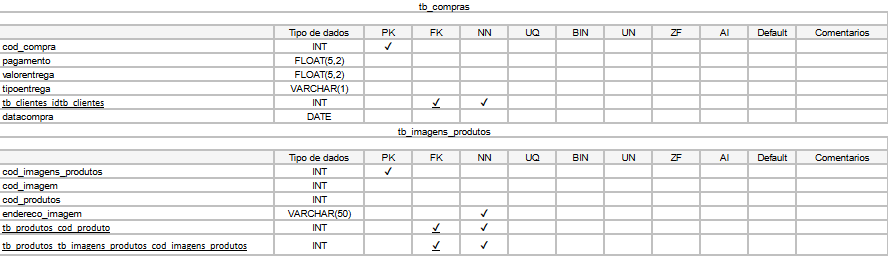 tb_compras
Tipo de dados PK FK NN UQ BIN UN ZF AI Default Comentarios
cod_compra INT ✓
pagamento FLOAT(5,2)
valorentrega FLOAT(5,2)
tipoentrega VARCHAR(1)
tb_clientes_idtb_clientes INT ✓ ✓
datacompra DATE
tb_imagens_produtos
Tipo de dados PK FK NN UQ BIN UN ZF AI Default Comentarios
cod_imagens_produtos INT ✓
cod_imagem INT
cod_produtos INT
endereco_imagem VARCHAR(50) ✓
tb_produtos_cod_produto INT ✓ ✓
tb_produtos_tb_imagens_produtos_cod_imagens_produtos INT ✓ ✓